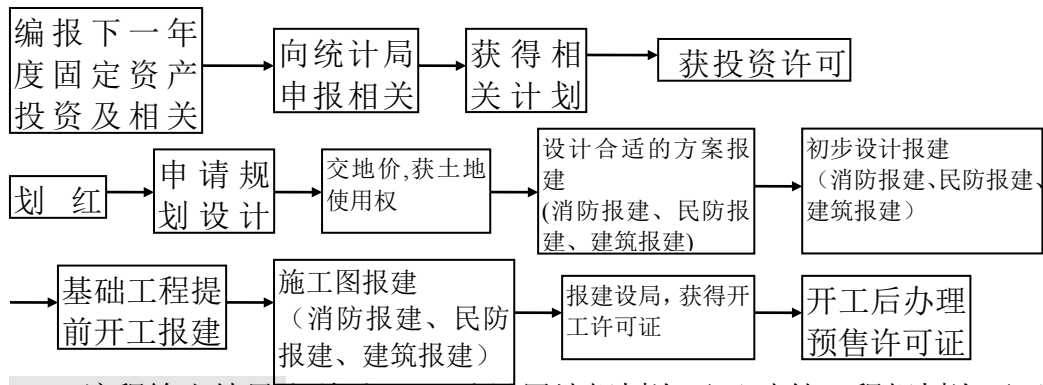 编报下一年
度固定资产
投资及相关
向统计局
申报相关
获得相
关计划
获投资许可
划红
申请规
划设计
交地价,获土地
使用权
设计合适的方案报
建
(消防报建、民防报
建、建筑报建)
初步设计报建
（消防报建、民防报建、
建筑报建）
基础工程提
前开工报建
施工图报建
（消防报建、民防
报建、建筑报建）
报建设局，获得开
工许可证
开工后办理
预售许可证